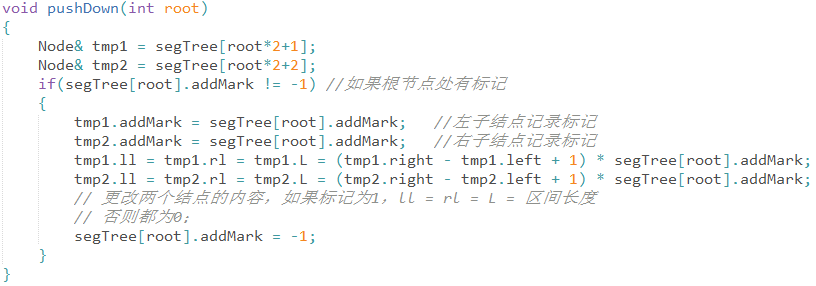 void pushDown(int root)
{
    Node& tmp1 = segTree[root*2+1];
    Node& tmp2 = segTree[root*2+2];
    if(segTree[root].addMark != -1) //如果根节点处有标记
    {
        tmp1.addMark = segTree[root].addMark;   //左子结点记录标记
        tmp2.addMark = segTree[root].addMark;   //右子结点记录标记
        tmp1.ll = tmp1.rl = tmp1.L = (tmp1.right - tmp1.left + 1) * segTree[root].addMark;
        tmp2.ll = tmp2.rl = tmp2.L = (tmp2.right - tmp2.left + 1) * segTree[root].addMark;
        // 更改两个结点的内容，如果标记为1，ll = rl = L = 区间长度
        // 否则都为0；
        segTree[root].addMark = -1;
    }
}